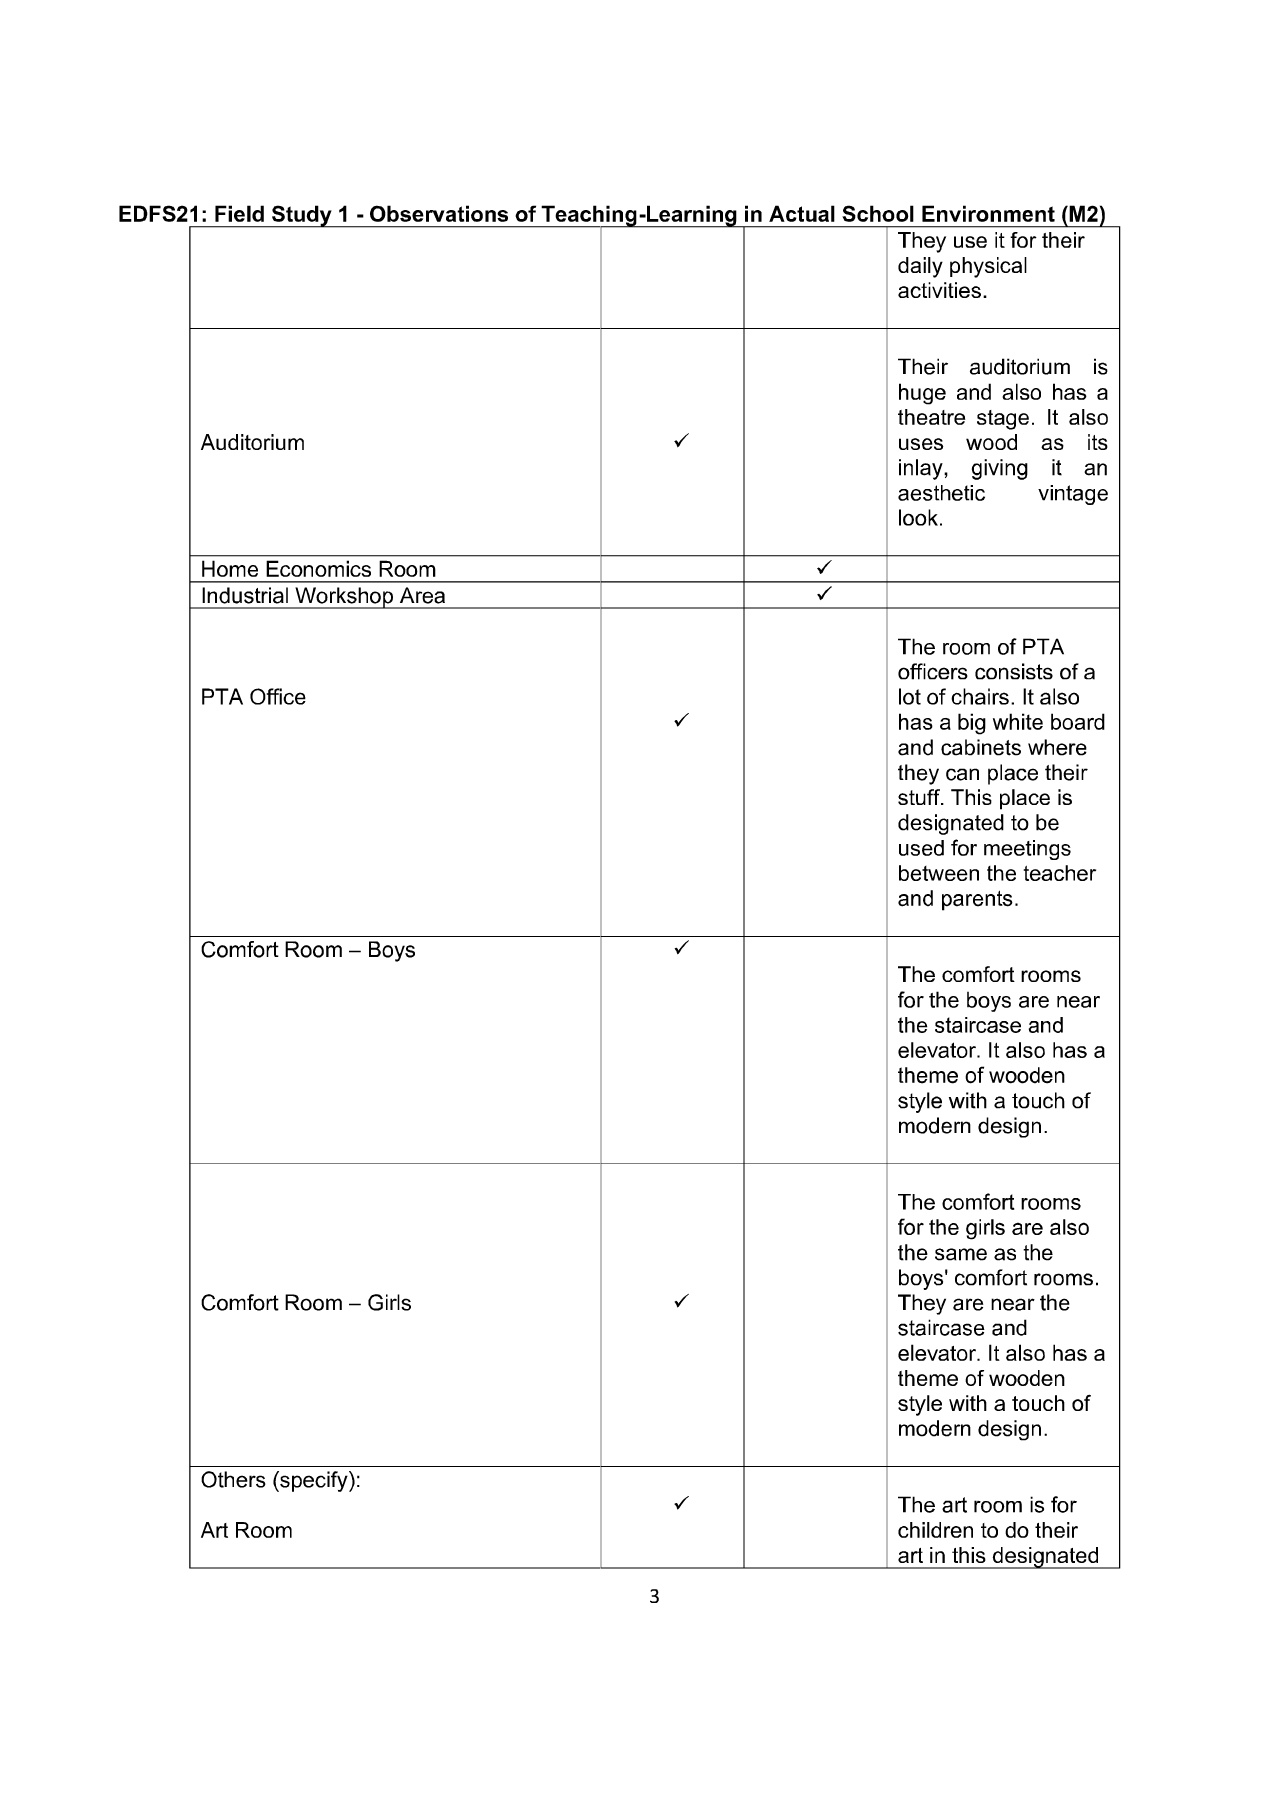 EDFS21: Field Study 1 - Observations of Teaching-Learning in Actual School Environment (M2)
They use it for their
daily physical
activities.
Auditorium
✓
Their auditorium is
huge and also has a
theatre stage. It also
uses wood as its
inlay, giving it an
aesthetic vintage
look.
Home Economics Room ✓
Industrial Workshop Area ✓
PTA Office
✓
The room of PTA
officers consists of a
lot of chairs. It also
has a big white board
and cabinets where
they can place their
stuff. This place is
designated to be
used for meetings
between the teacher
and parents.
Comfort Room – Boys ✓
The comfort rooms
for the boys are near
the staircase and
elevator. It also has a
theme of wooden
style with a touch of
modern design.
Comfort Room – Girls
✓
The comfort rooms
for the girls are also
the same as the
boys' comfort rooms.
They are near the
staircase and
elevator. It also has a
theme of wooden
style with a touch of
modern design.
Others (specify):
Art Room
✓
The art room is for
children to do their
art in this designated
3